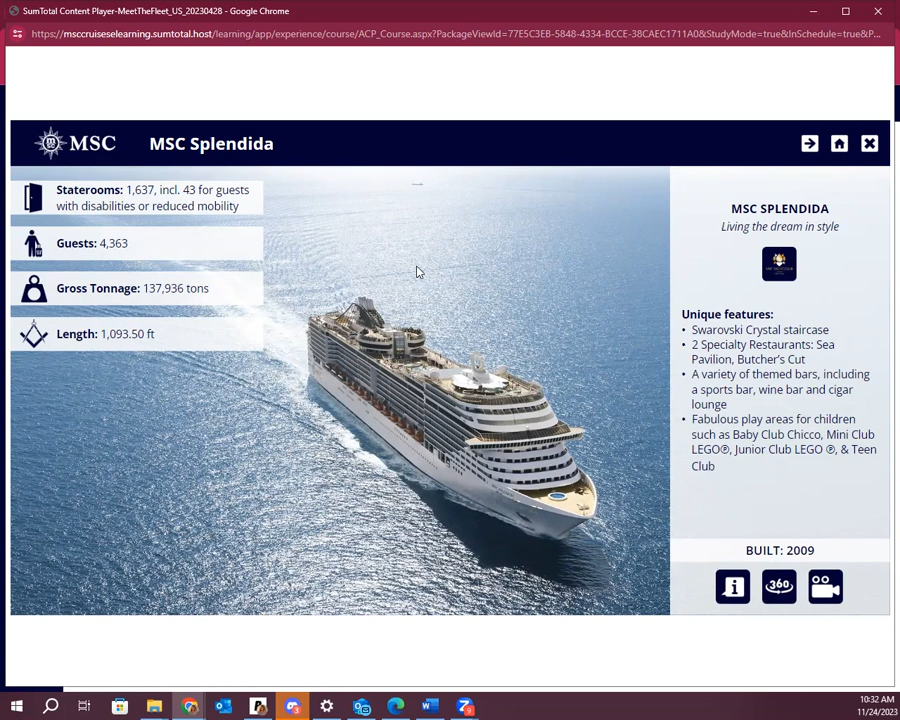 SumTotal Content Player-MeetTheFleet_US_20230428 - Google Chrome
https://msccruiseselearning.sumtotal.host/learning/app/experience/course/ACP_Course.aspx?PackageViewId=77E5C3EB-5848-4334-BCCE-38CAEC1711A0&StudyMode=true&InSchedule=true&P...
MSC
MSC Splendida
Staterooms: 1,637, incl. 43 for guests
with disabilities or reduced mobility
Guests: 4,363
Gross Tonnage: 137,936 tons
Length: 1,093.50 ft
MSC SPLENDIDA
Living the dream in style
Unique features:
• Swarovski Crystal staircase
• 2 Specialty Restaurants: Sea
Pavilion, Butcher's Cut
• A variety of themed bars, including
a sports bar, wine bar and cigar
lounge
• Fabulous play areas for children
such as Baby Club Chicco, Mini Club
LEGO®, Junior Club LEGO ®, & Teen
Club
BUILT: 2009
i
360
10:32 AM
11/24/2023